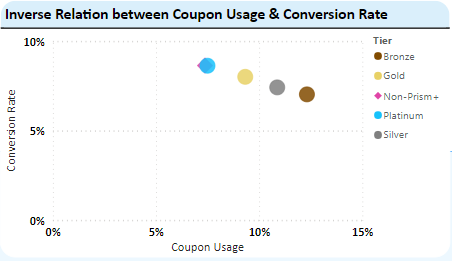 Inverse Relation between Coupon Usage & Conversion Rate
Tier
Bronze
Gold
Non-Prism+
Platinum
Silver
Conversion Rate
10%
5%
0%
0%
5%
10%
15%
Coupon Usage